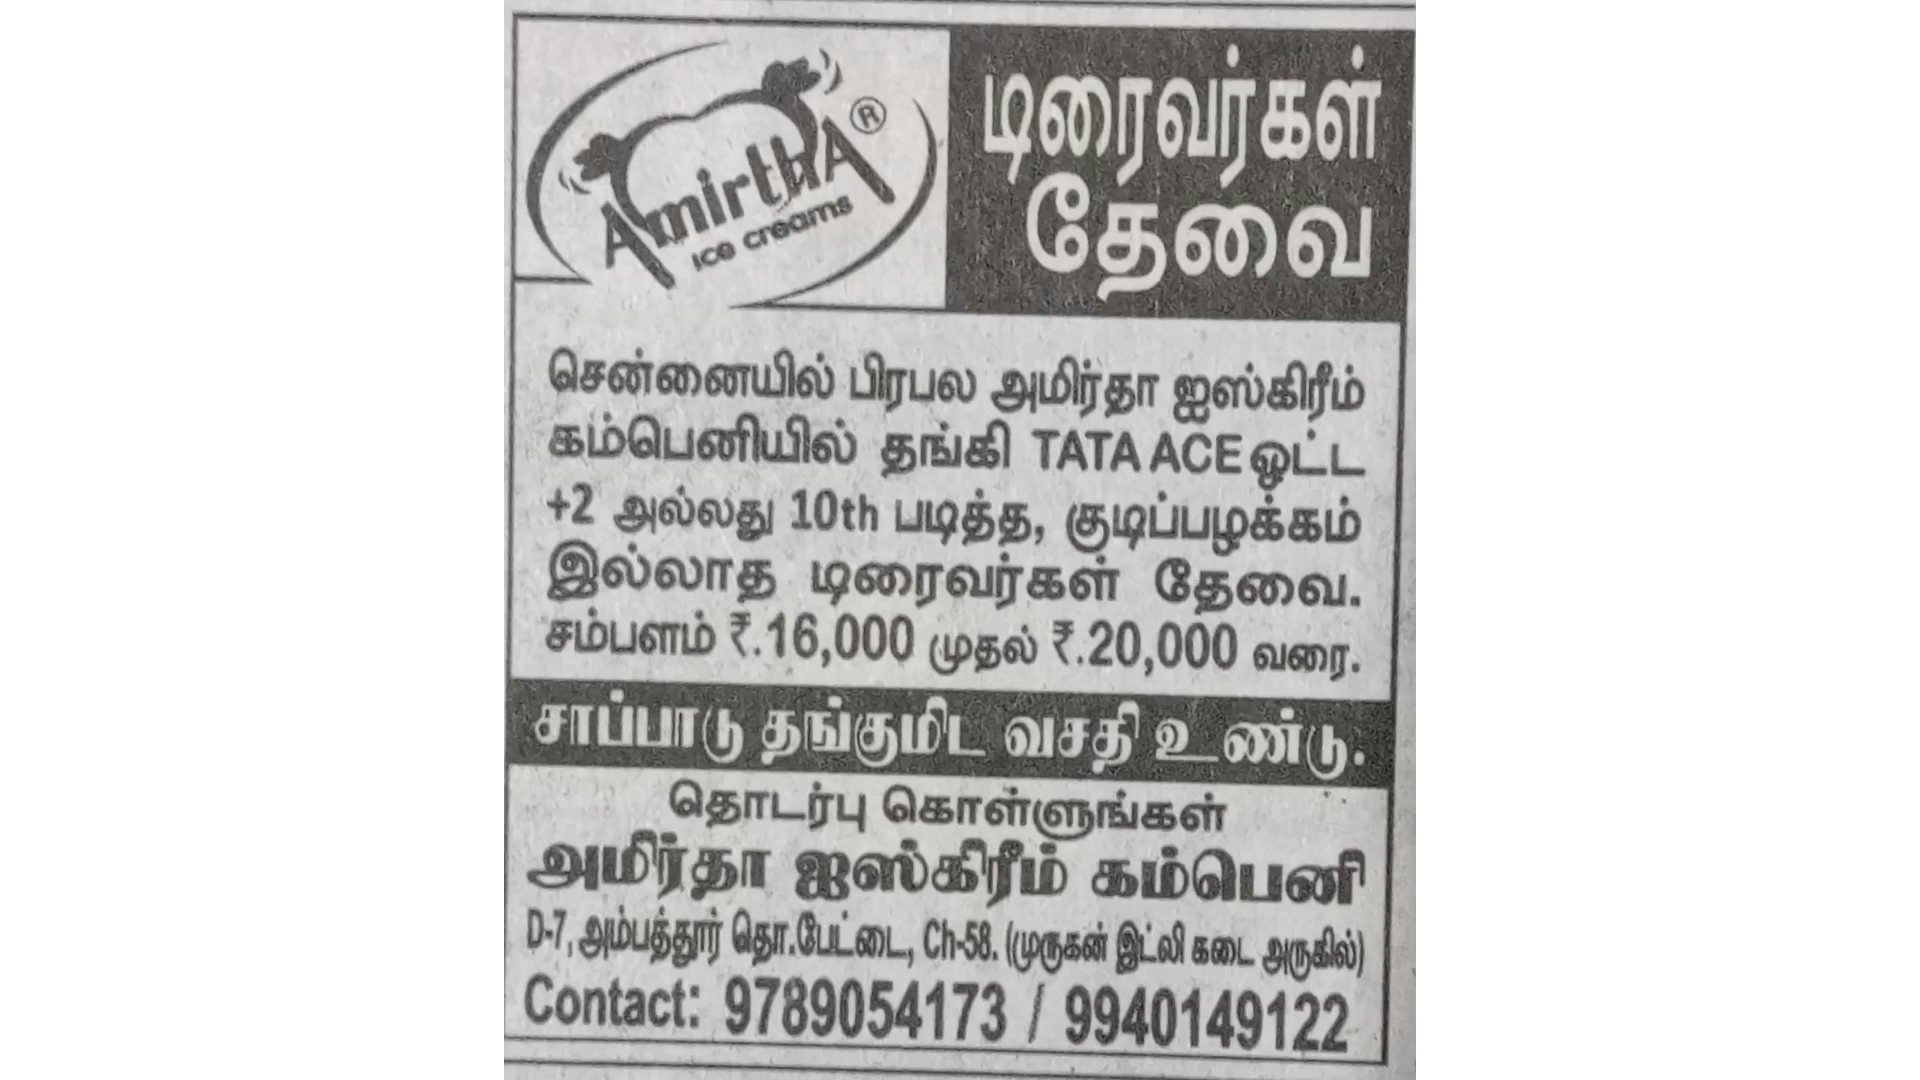 AmirthA®
ice creams
டிரைவர்கள்
தேவை
சென்னையில் பிரபல அமிர்தா ஐஸ்கிரீம்
கம்பெனியில் தங்கி TATA ACE ஓட்ட
+2 அல்லது 10th படித்த, குடிப்பழக்கம்
இல்லாத டிரைவர்கள் தேவை.
சம்பளம் ₹.16,000 முதல் ₹.20,000 வரை.
சாப்பாடு தங்குமிட வசதி உண்டு.
தொடர்பு கொள்ளுங்கள்
அமிர்தா ஐஸ்கிரீம் கம்பெனி
D-7, அம்பத்தூர் தொ.பேட்டை, Ch-58. (முருகன் இட்லி கடை அருகில்)
Contact: 9789054173 / 9940149122